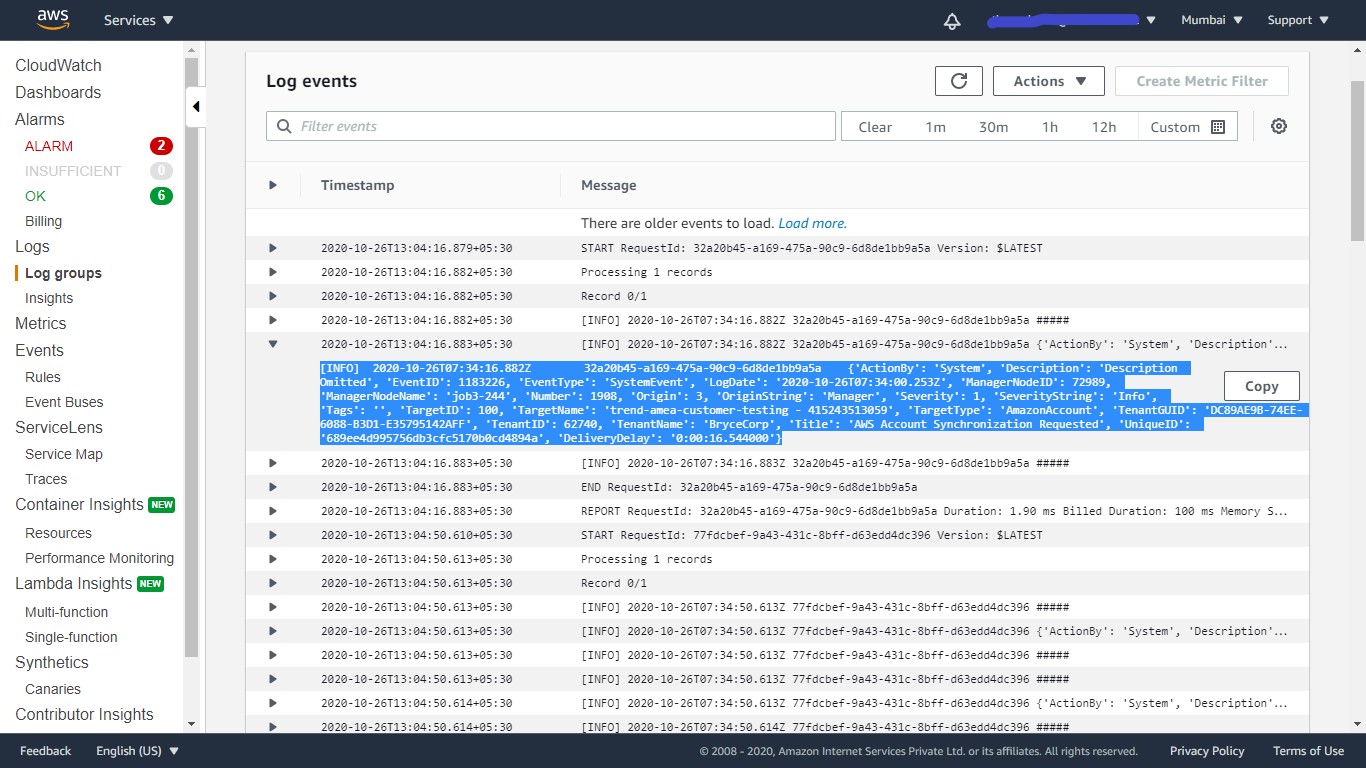 aws
Services
Mumbai
Support
CloudWatch
Dashboards
Alarms
ALARM 2
INSUFFICIENT 0
OK 6
Billing
Logs
Log groups
Insights
Metrics
Events
Rules
Event Buses
ServiceLens
Service Map
Traces
Container Insights NEW
Resources
Performance Monitoring
Lambda Insights NEW
Multi-function
Single-function
Synthetics
Canaries
Contributor Insights
Log events
Actions
Create Metric Filter
Filter events
Clear 1m 30m 1h 12h Custom
Timestamp Message
There are older events to load. Load more.
2020-10-26T13:04:16.879+05:30 START RequestId: 32a20b45-a169-475a-90c9-6d8de1bb9a5a Version: $LATEST
2020-10-26T13:04:16.882+05:30 Processing 1 records
2020-10-26T13:04:16.882+05:30 Record 0/1
2020-10-26T13:04:16.882+05:30 [INFO] 2020-10-26T07:34:16.882Z 32a20b45-a169-475a-90c9-6d8de1bb9a5a #####
2020-10-26T13:04:16.883+05:30 [INFO] 2020-10-26T07:34:16.882Z 32a20b45-a169-475a-90c9-6d8de1bb9a5a {'ActionBy': 'System', 'Description'...
[INFO] 2020-10-26T07:34:16.882Z 32a20b45-a169-475a-90c9-6d8de1bb9a5a {'ActionBy': 'System', 'Description': 'Description
Omitted', 'EventID': 1183226, 'EventType': 'SystemEvent', 'LogDate': '2020-10-26T07:34:00.253Z', 'ManagerNodeID': 72989,
'ManagerNodeName': 'job3-244', 'Number': 1908, 'Origin': 3, 'OriginString': 'Manager', 'Severity': 1, 'SeverityString': 'Info',
'Tags': '', 'TargetID': 100, 'TargetName': 'trend-amea-customer-testing - 415243513059', 'TargetType': 'AmazonAccount', 'TenantGUID': 'DC89AE9B-74EE-
6088-B3D1-E35795142AFF', 'TenantID': 62740, 'TenantName': 'BryceCorp', 'Title': 'AWS Account Synchronization Requested', 'UniqueID':
'689ee4d995756db3cfc5170b0cd4894a', 'DeliveryDelay': '0:00:16.544000'}
Copy
2020-10-26T13:04:16.883+05:30 [INFO] 2020-10-26T07:34:16.883Z 32a20b45-a169-475a-90c9-6d8de1bb9a5a #####
2020-10-26T13:04:16.883+05:30 END RequestId: 32a20b45-a169-475a-90c9-6d8de1bb9a5a
2020-10-26T13:04:16.883+05:30 REPORT RequestId: 32a20b45-a169-475a-90c9-6d8de1bb9a5a Duration: 1.90 ms Billed Duration: 100 ms Memory S...
2020-10-26T13:04:50.610+05:30 START RequestId: 77fdcbef-9a43-431c-8bff-d63edd4dc396 Version: $LATEST
2020-10-26T13:04:50.613+05:30 Processing 1 records
2020-10-26T13:04:50.613+05:30 Record 0/1
2020-10-26T13:04:50.613+05:30 [INFO] 2020-10-26T07:34:50.613Z 77fdcbef-9a43-431c-8bff-d63edd4dc396 #####
2020-10-26T13:04:50.613+05:30 [INFO] 2020-10-26T07:34:50.613Z 77fdcbef-9a43-431c-8bff-d63edd4dc396 {'ActionBy': 'System', 'Description'...
2020-10-26T13:04:50.613+05:30 [INFO] 2020-10-26T07:34:50.613Z 77fdcbef-9a43-431c-8bff-d63edd4dc396 #####
2020-10-26T13:04:50.613+05:30 [INFO] 2020-10-26T07:34:50.613Z 77fdcbef-9a43-431c-8bff-d63edd4dc396 #####
2020-10-26T13:04:50.614+05:30 [INFO] 2020-10-26T07:34:50.613Z 77fdcbef-9a43-431c-8bff-d63edd4dc396 {'ActionBy': 'System', 'Description'...
2020-10-26T13:04:50.614+05:30 [INFO] 2020-10-26T07:34:50.614Z 77fdcbef-9a43-431c-8bff-d63edd4dc396 #####
Feedback
English (US)
© 2008 - 2020, Amazon Internet Services Private Ltd. or its affiliates. All rights reserved.
Privacy Policy
Terms of Use